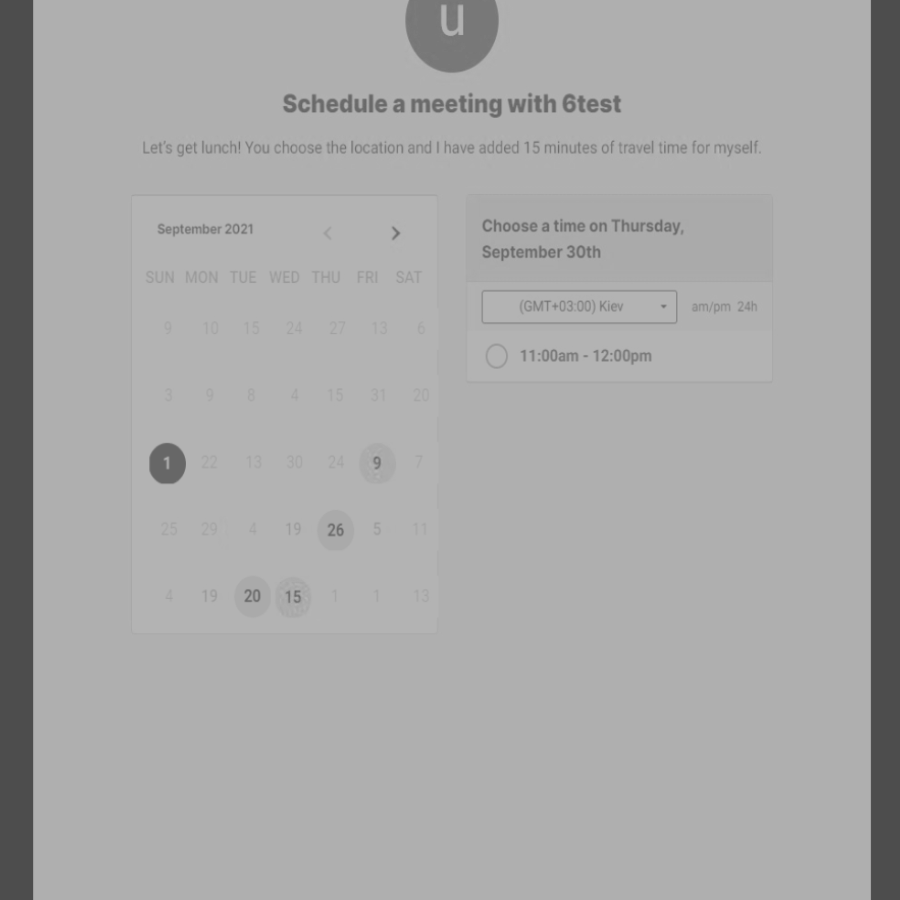 u
Schedule a meeting with 6test
Let's get lunch! You choose the location and I have added 15 minutes of travel time for myself.
September 2021
SUN MON TUE WED THU FRI SAT
9 10 15 24 27 13 6
3 9 8 4 15 31 20
1 22 13 30 24 9 7
25 29 4 19 26 5 11
4 19 20 15 1 1 13
Choose a time on Thursday,
September 30th
(GMT+03:00) Kiev am/pm 24h
11:00am - 12:00pm